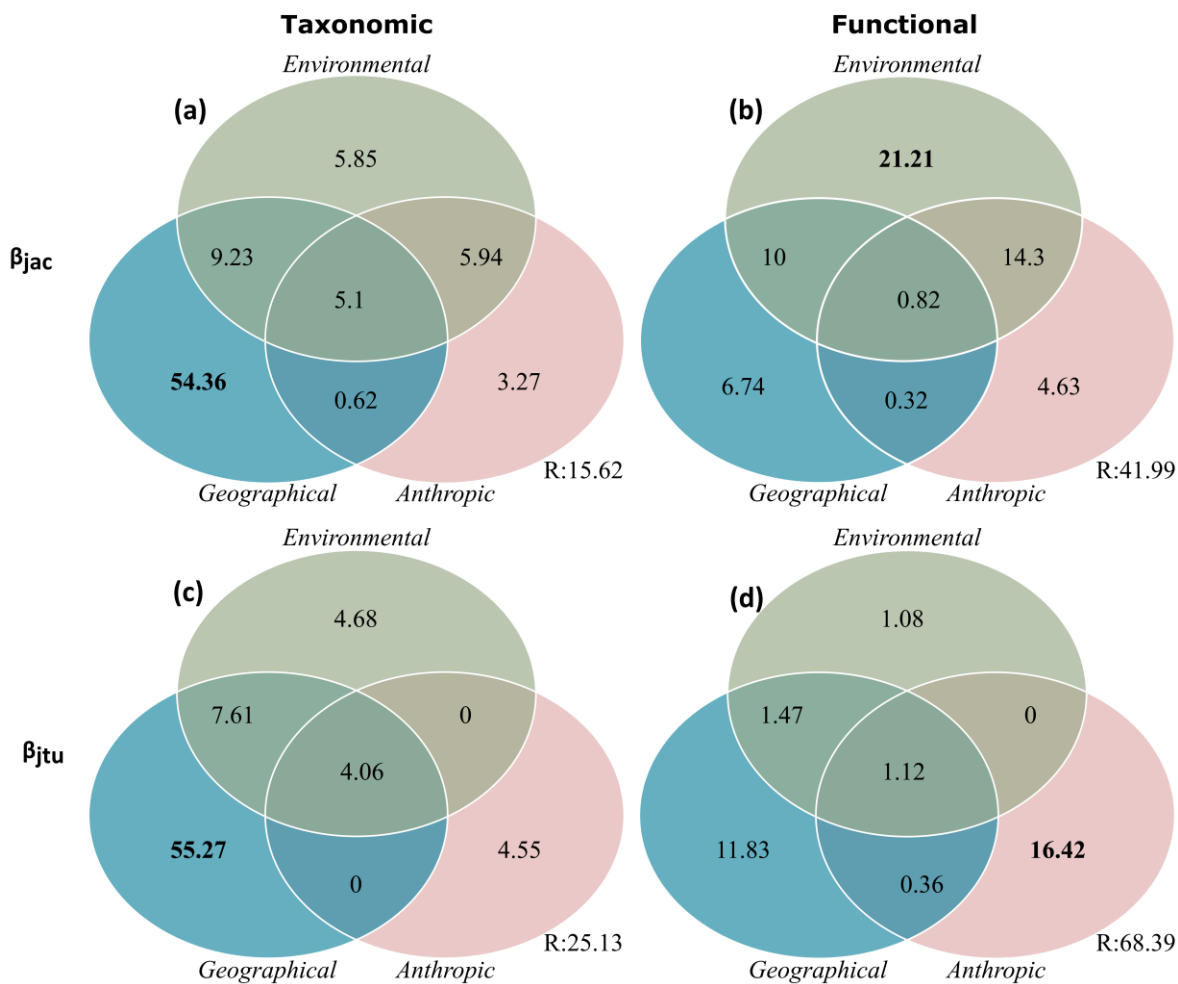 Taxonomic
Functional
Environmental
Environmental
(a)
(b)
5.85
21.21
βjac
9.23
5.94
10
14.3
5.1
0.82
54.36
3.27
6.74
4.63
0.62
0.32
R:15.62
R:41.99
Geographical
Anthropic
Geographical
Anthropic
Environmental
Environmental
(c)
(d)
4.68
1.08
βjtu
7.61
0
1.47
0
4.06
1.12
55.27
4.55
11.83
16.42
0
0.36
R:25.13
R:68.39
Geographical
Anthropic
Geographical
Anthropic